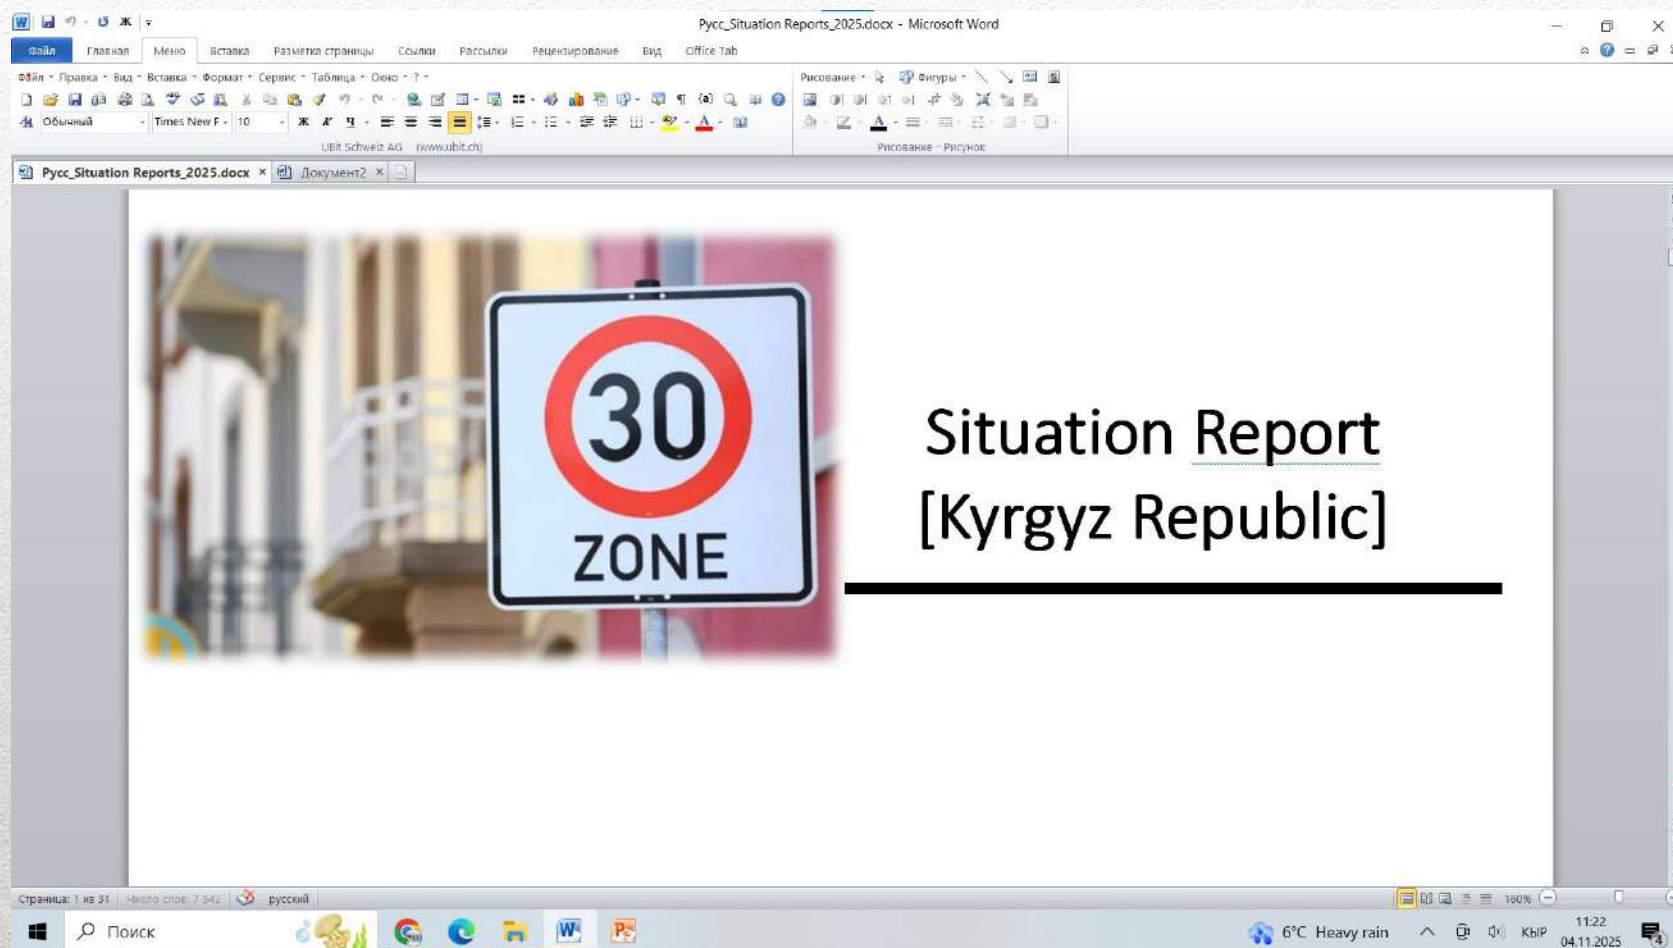 Русс_Situation Reports_2025.docx - Microsoft Word
Файл Главная Меню Вставка Разметка страницы Ссылки Рассылки Рецензирование Вид Office Tab
Файл Правка Вид Вставка Формат Сервис Таблица Окно ?
Рисование Фигуры
Обычный Times New F 10 Ж К Ч
UBit Schweiz AG (www.ubit.ch)
Рисование - Рисунок
Русс_Situation Reports_2025.docx Документ2
30
ZONE
Situation Report
[Kyrgyz Republic]
Страница: 1 из 31 Число слов: 7 542 русский
160%
Поиск
6°C Heavy rain
КЫР
11:22
04.11.2025